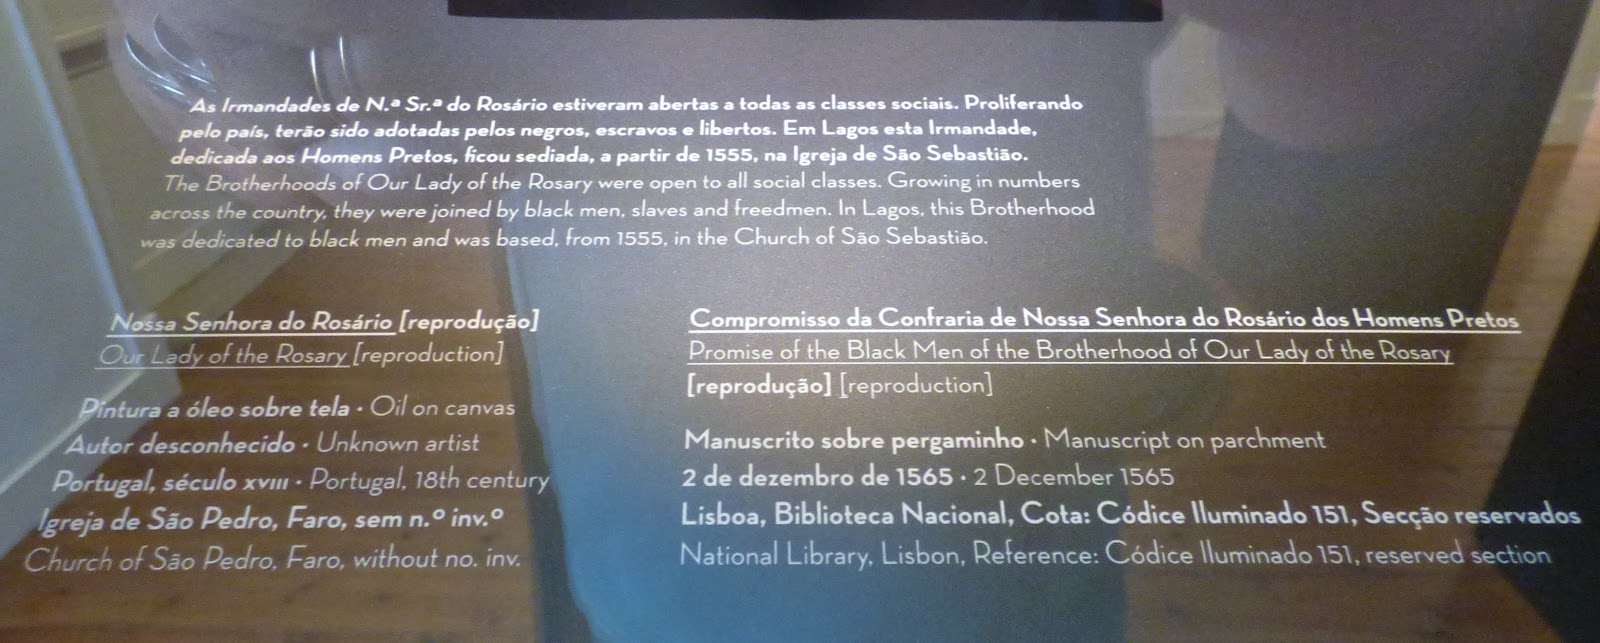 As Irmandades de N.ª Sr.ª do Rosário estiveram abertas a todas as classes sociais. Proliferando
pelo país, terão sido adotadas pelos negros, escravos e libertos. Em Lagos esta Irmandade,
dedicada aos Homens Pretos, ficou sediada, a partir de 1555, na Igreja de São Sebastião.
The Brotherhoods of Our Lady of the Rosary were open to all social classes. Growing in numbers
across the country, they were joined by black men, slaves and freedmen. In Lagos, this Brotherhood
was dedicated to black men and was based, from 1555, in the Church of São Sebastião.
Nossa Senhora do Rosário [reprodução]
Our Lady of the Rosary [reproduction]
Pintura a óleo sobre tela • Oil on canvas
Autor desconhecido • Unknown artist
Portugal, século XVIII • Portugal, 18th century
Igreja de São Pedro, Faro, sem n.º inv.º
Church of São Pedro, Faro, without no. inv.
Compromisso da Confraria de Nossa Senhora do Rosário dos Homens Pretos
Promise of the Black Men of the Brotherhood of Our Lady of the Rosary
[reprodução] [reproduction]
Manuscrito sobre pergaminho • Manuscript on parchment
2 de dezembro de 1565 • 2 December 1565
Lisboa, Biblioteca Nacional, Cota: Códice Iluminado 151, Secção reservados
National Library, Lisbon, Reference: Códice Iluminado 151, reserved section